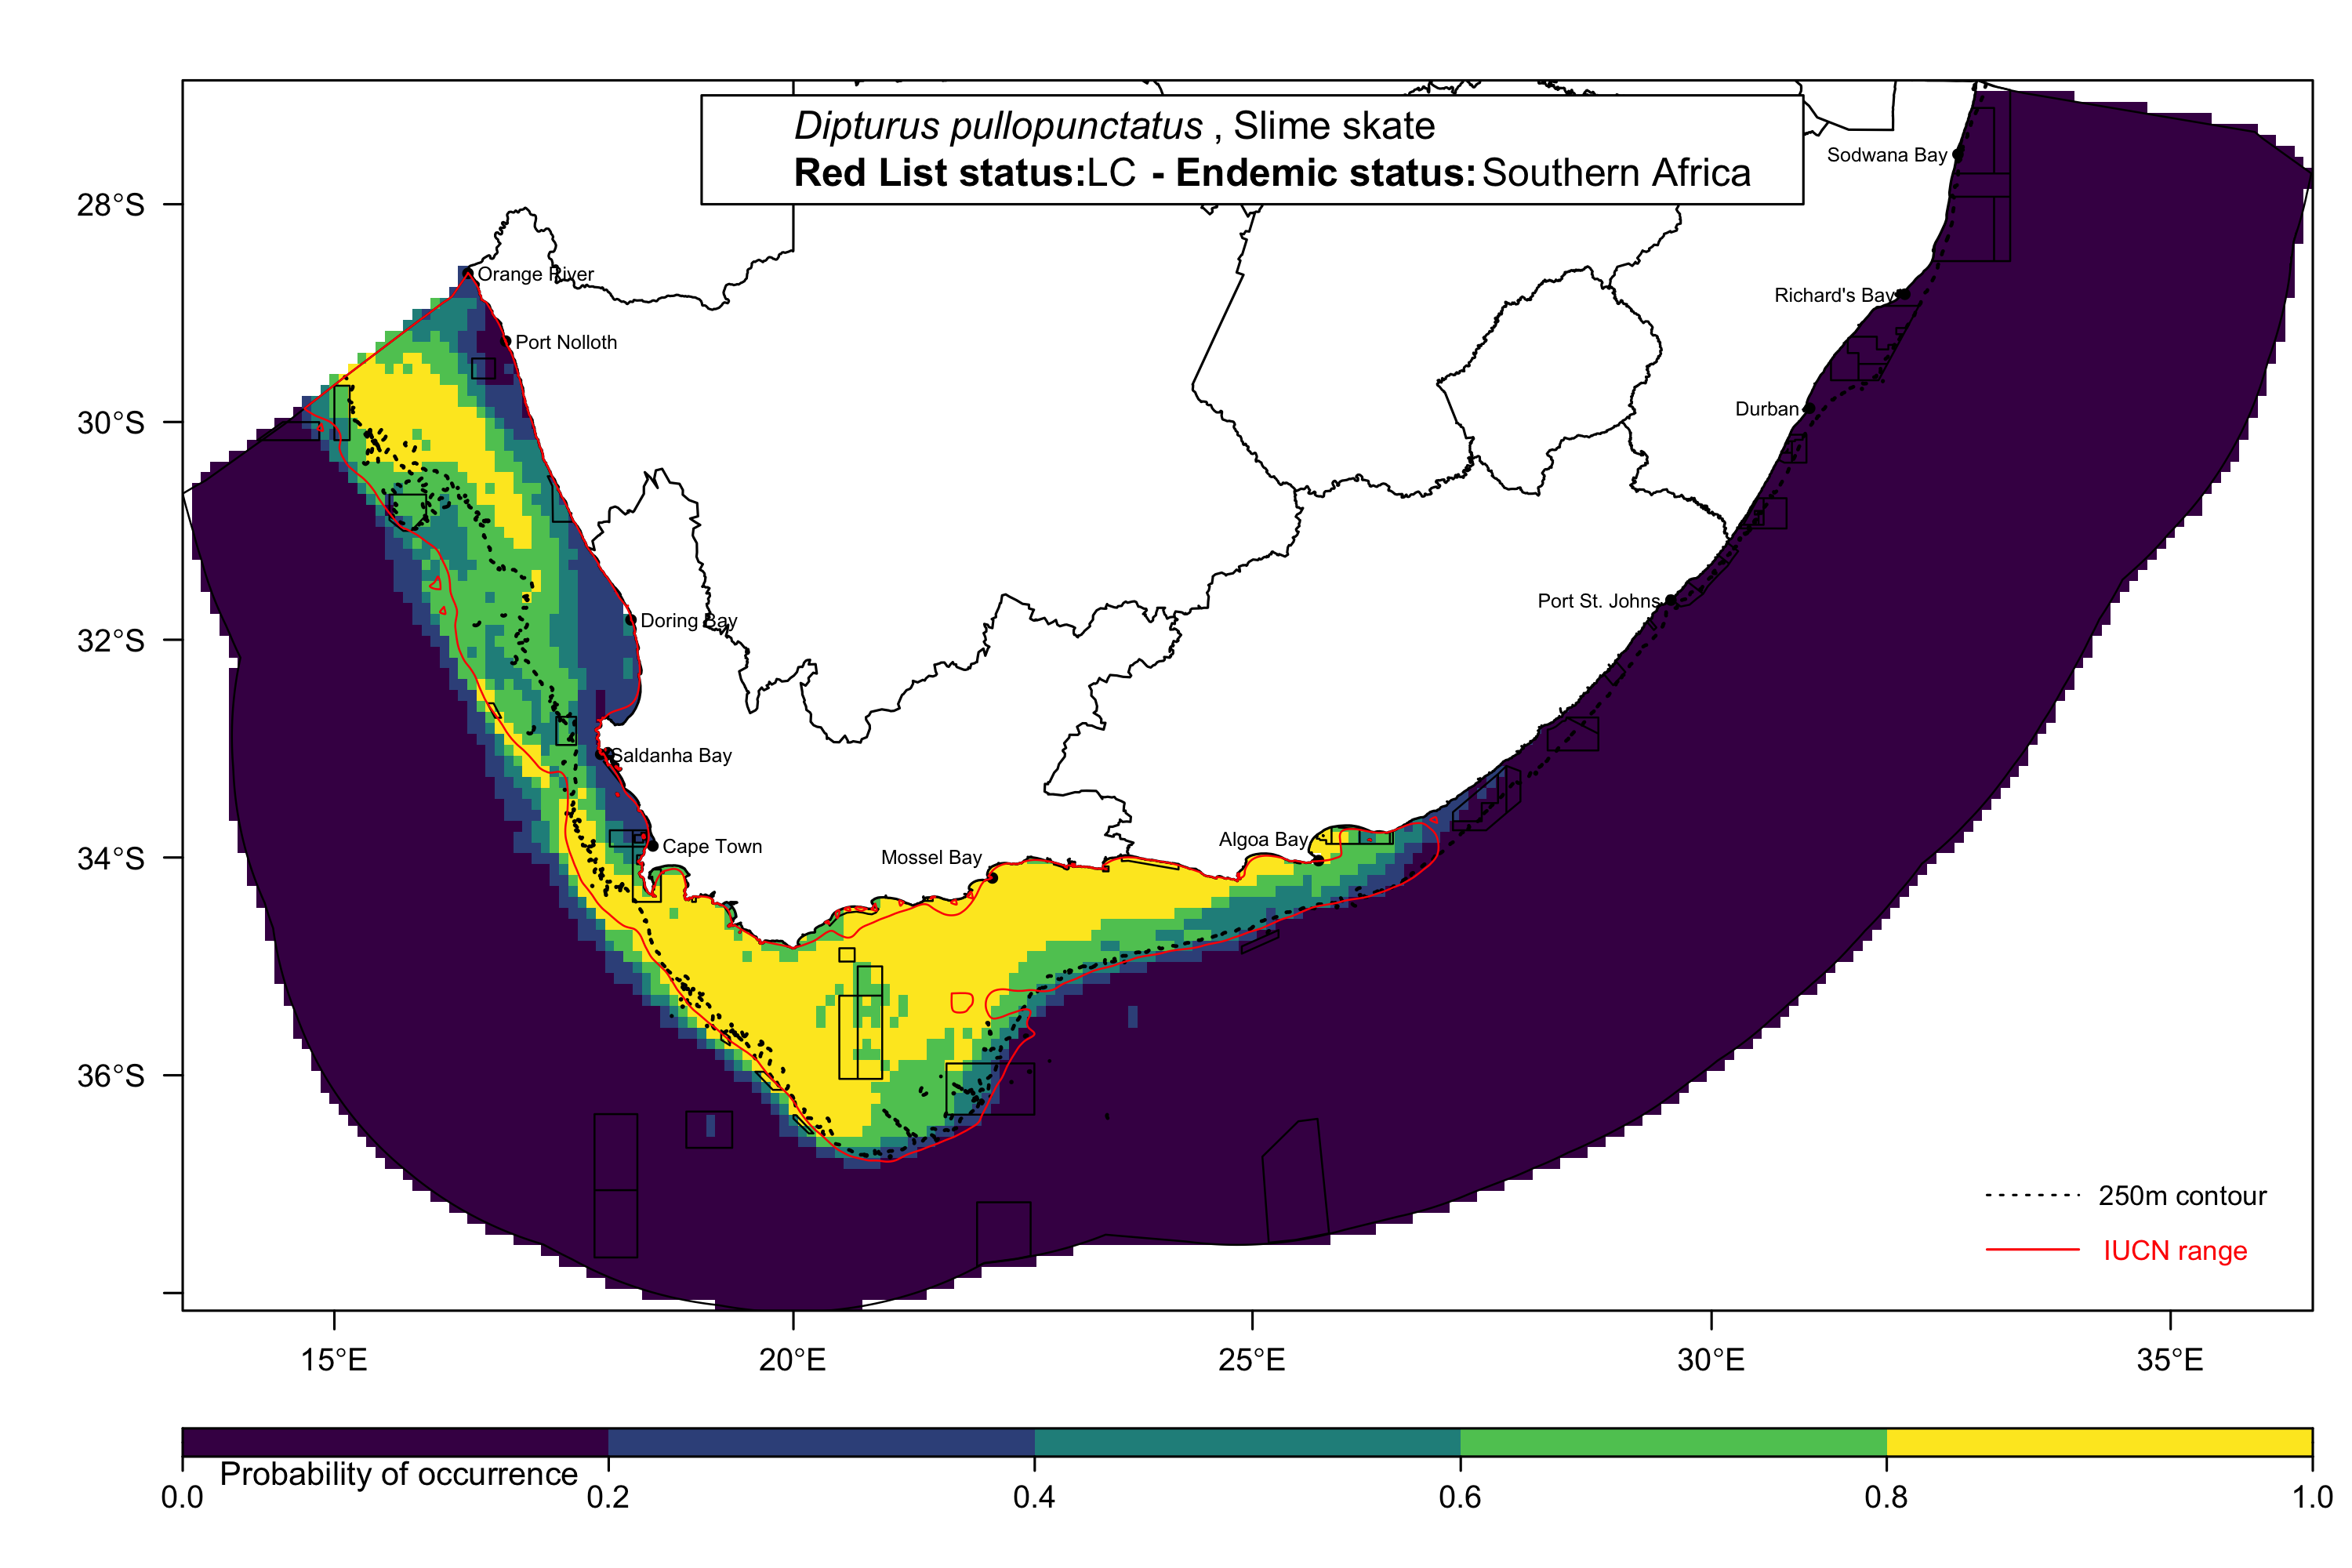 Dipturus pullopunctatus , Slime skate
Red List status:LC - Endemic status:Southern Africa
Sodwana Bay
28°S
Orange River
Richard's Bay
Port Nolloth
Durban
30°S
Port St. Johns
Doring Bay
32°S
Saldanha Bay
Algoa Bay
Cape Town
Mossel Bay
34°S
36°S
250m contour
IUCN range
15°E 20°E 25°E 30°E 35°E
Probability of occurrence
0.0 0.2 0.4 0.6 0.8 1.0